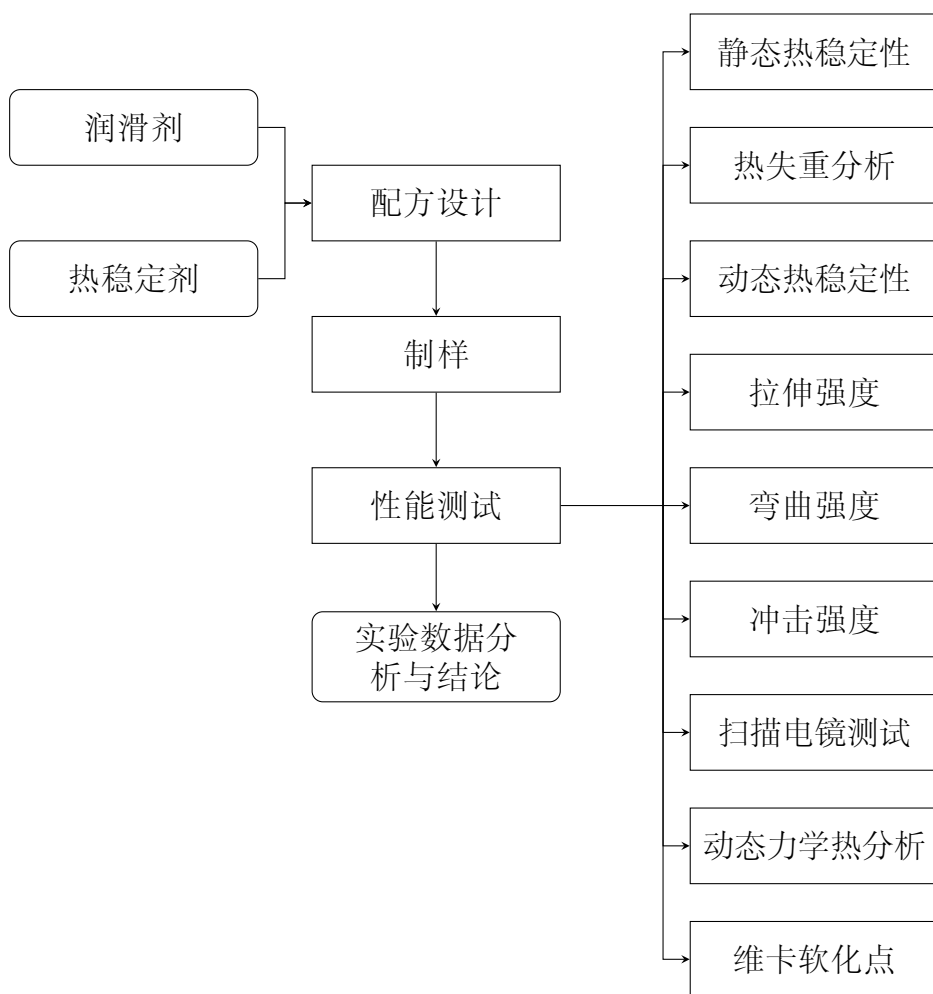 润滑剂
热稳定剂
配方设计
制样
性能测试
实验数据分
析与结论
静态热稳定性
热失重分析
动态热稳定性
拉伸强度
弯曲强度
冲击强度
扫描电镜测试
动态力学热分析
维卡软化点